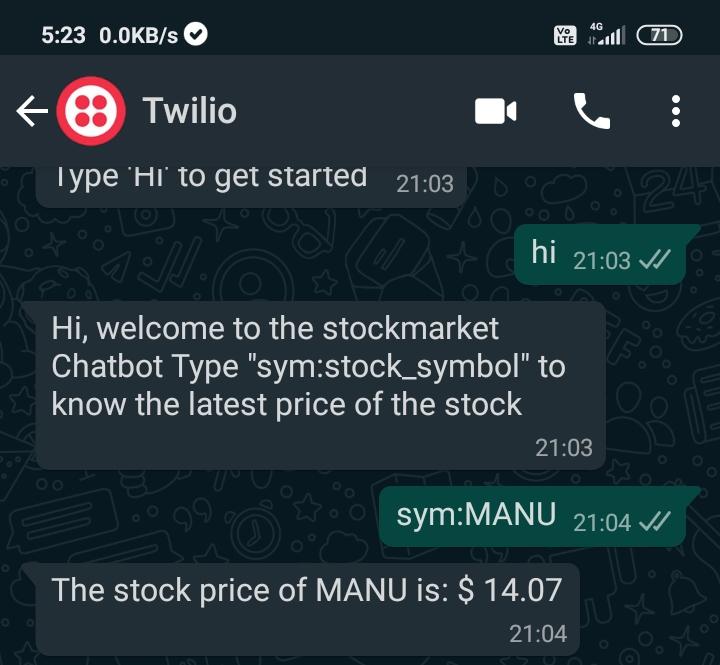 5:23 0.0KB/s
Vo LTE 4G 71
Twilio
Type 'Hi' to get started 21:03
hi 21:03
Hi, welcome to the stockmarket
Chatbot Type "sym:stock_symbol" to
know the latest price of the stock
21:03
sym:MANU 21:04
The stock price of MANU is: $ 14.07
21:04